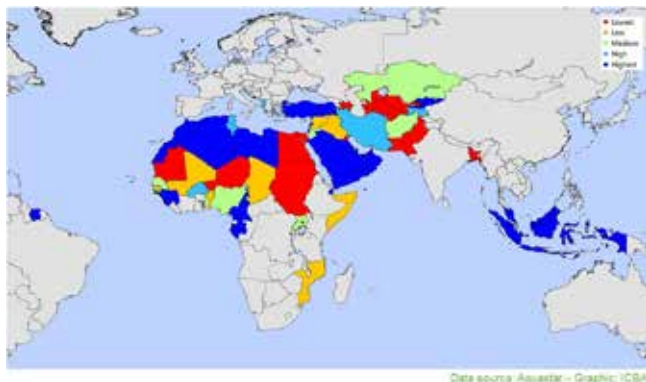 Lowest
Low
Medium
High
Highest
Data source: Aquastat – Graphic: ICBA